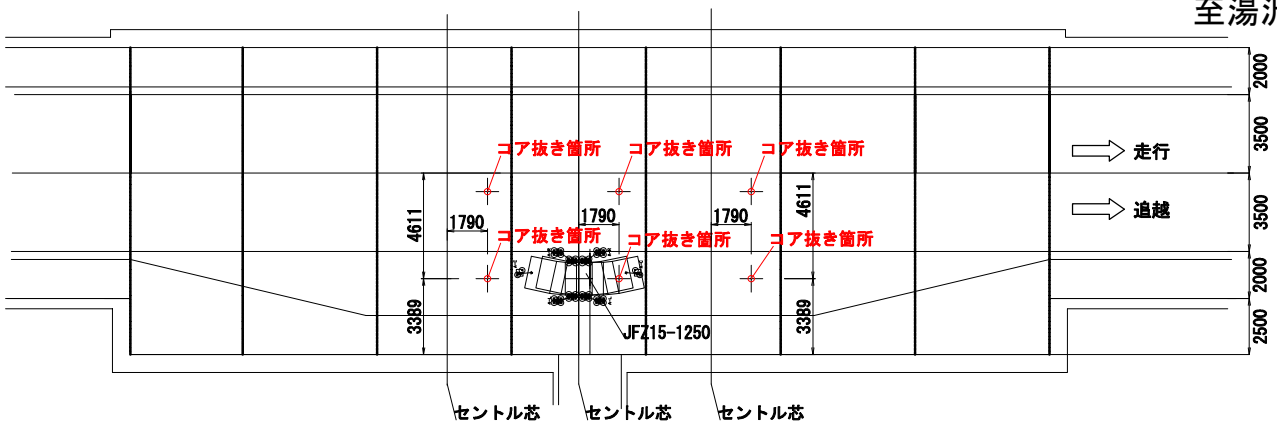 至湯沢
2000
3500
コア抜き箇所 コア抜き箇所 コア抜き箇所
走行
4611 4611
3500
1790 1790 1790
追越
コア抜き箇所 コア抜き箇所 コア抜き箇所
2000
3389 3389
JFZ15-1250
2500
セントル芯 セントル芯 セントル芯